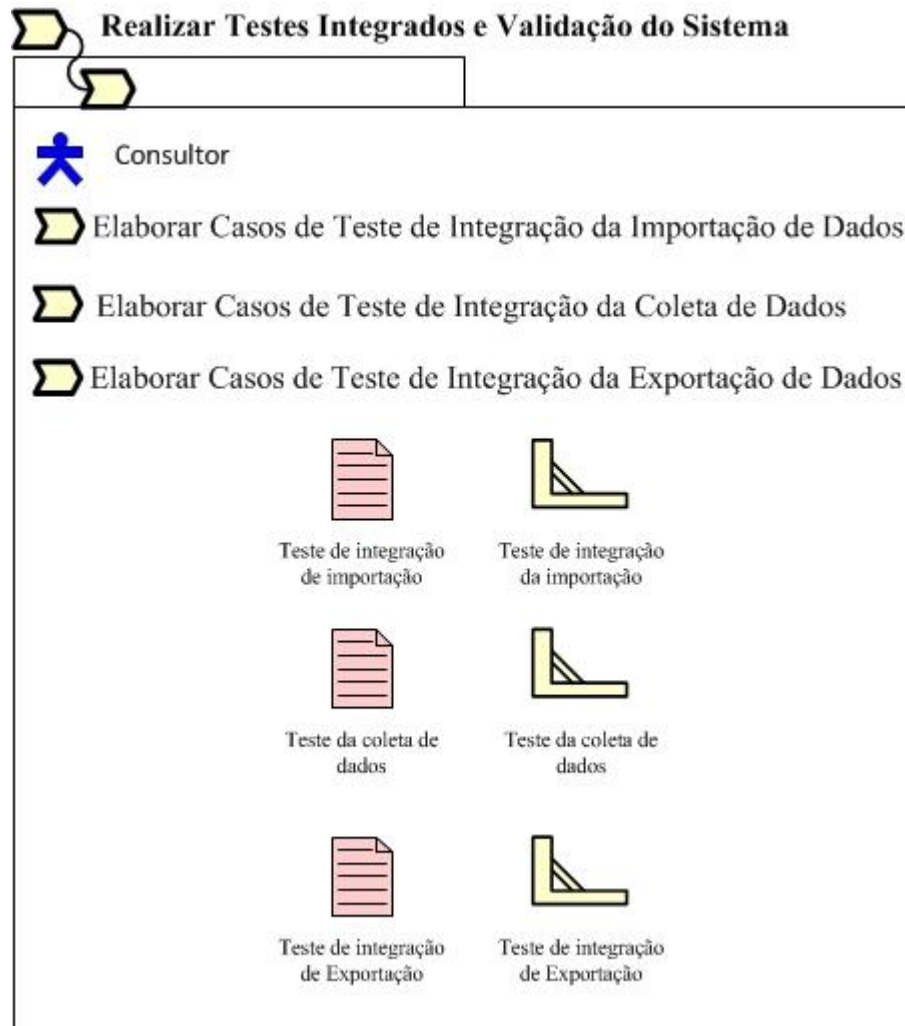 Realizar Testes Integrados e Validação do Sistema
Consultor
Elaborar Casos de Teste de Integração da Importação de Dados
Elaborar Casos de Teste de Integração da Coleta de Dados
Elaborar Casos de Teste de Integração da Exportação de Dados
Teste de integração
de importação
Teste de integração
da importação
Teste da coleta de
dados
Teste da coleta de
dados
Teste de integração
de Exportação
Teste de integração
de Exportação